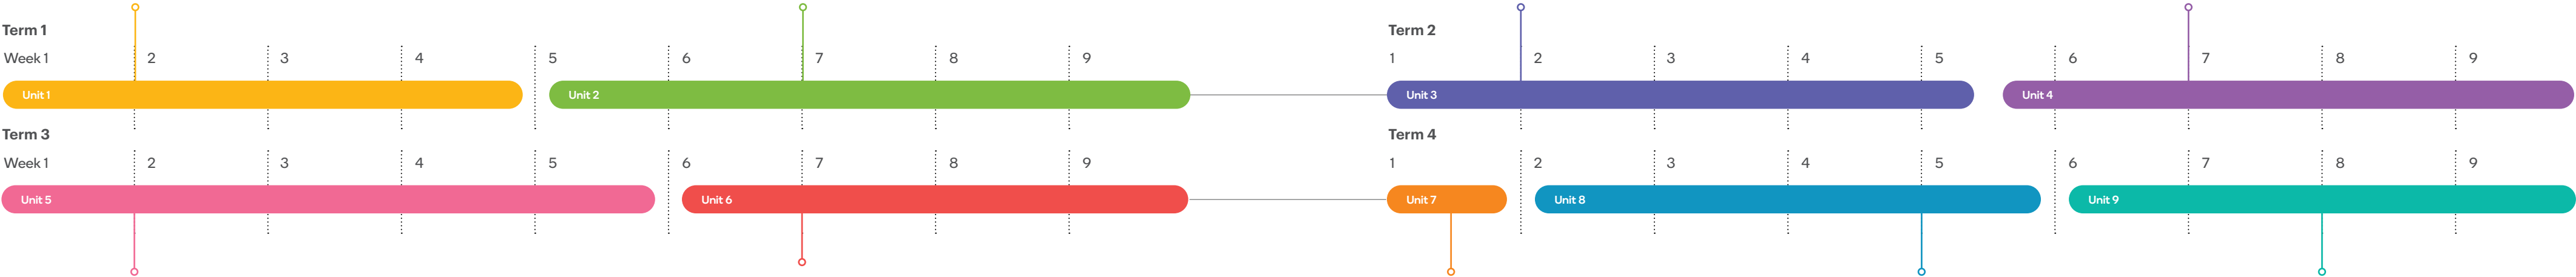 Term 1
Term 2
Week 1 2 3 4 5 6 7 8 9
1 2 3 4 5 6 7 8 9
Unit 1 Unit 2 Unit 3 Unit 4
Term 3
Term 4
Week 1 2 3 4 5 6 7 8 9
1 2 3 4 5 6 7 8 9
Unit 5 Unit 6 Unit 7 Unit 8 Unit 9